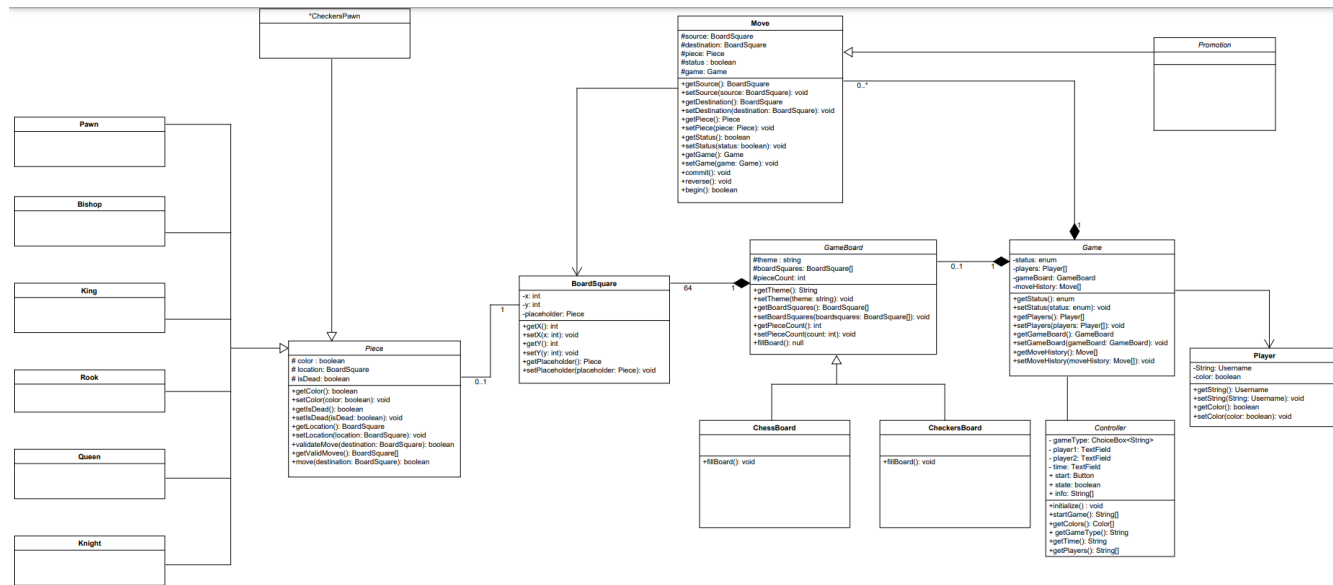 *CheckersPawn
Move
#source: BoardSquare
#destination: BoardSquare
#piece: Piece
#status : boolean
#game: Game
+getSource(): BoardSquare
+setSource(source: BoardSquare): void
+getDestination(): BoardSquare
+setDestination(destination: BoardSquare): void
+getPiece(): Piece
+setPiece(piece: Piece): void
+getStatus(): boolean
+setStatus(status: boolean): void
+getGame(): Game
+setGame(game: Game): void
+commit(): void
+reverse(): void
+begin(): boolean
Promotion
0..*
1
Pawn
Bishop
King
Rook
Queen
Knight
Piece
# color : boolean
# location: BoardSquare
# isDead: boolean
+getColor(): boolean
+setColor(color: boolean): void
+getIsDead(): boolean
+setIsDead(isDead: boolean): void
+getLocation(): BoardSquare
+setLocation(location: BoardSquare): void
+validateMove(destination: BoardSquare): boolean
+getValidMoves(): BoardSquare[]
+move(destination: BoardSquare): boolean
0..1
1
BoardSquare
-x: int
-y: int
-placeholder: Piece
+getX(): int
+setX(x: int): void
+getY(): int
+setY(y: int): void
+getPlaceholder(): Piece
+setPlaceholder(placeholder: Piece): void
64
1
GameBoard
#theme : string
#boardSquares: BoardSquare[]
#pieceCount: int
+getTheme(): String
+setTheme(theme: string): void
+getBoardSquares(): BoardSquare[]
+setBoardSquares(boardsquares: BoardSquare[]): void
+getPieceCount(): int
+setPieceCount(count: int): void
+fillBoard(): null
0..1
1
Game
-status: enum
-players: Player[]
-gameBoard: GameBoard
-moveHistory: Move[]
+getStatus(): enum
+setStatus(status: enum): void
+getPlayers(): Player[]
+setPlayers(players: Player[]): void
+getGameBoard(): GameBoard
+setGameBoard(gameBoard: GameBoard): void
+getMoveHistory(): Move[]
+setMoveHistory(moveHistory: Move[]): void
Player
-String: Username
-color: boolean
+getString(): Username
+setString(String: Username): void
+getColor(): boolean
+setColor(color: boolean): void
ChessBoard
+fillBoard(): void
CheckersBoard
+fillBoard(): void
Controller
- gameType: ChoiceBox<String>
- player1: TextField
- player2: TextField
- time: TextField
+ start: Button
+ state: boolean
+ info: String[]
+initialize() : void
+startGame(): String[]
+getColors(): Color[]
+ getGameType(): String
+getTime(): String
+getPlayers(): String[]